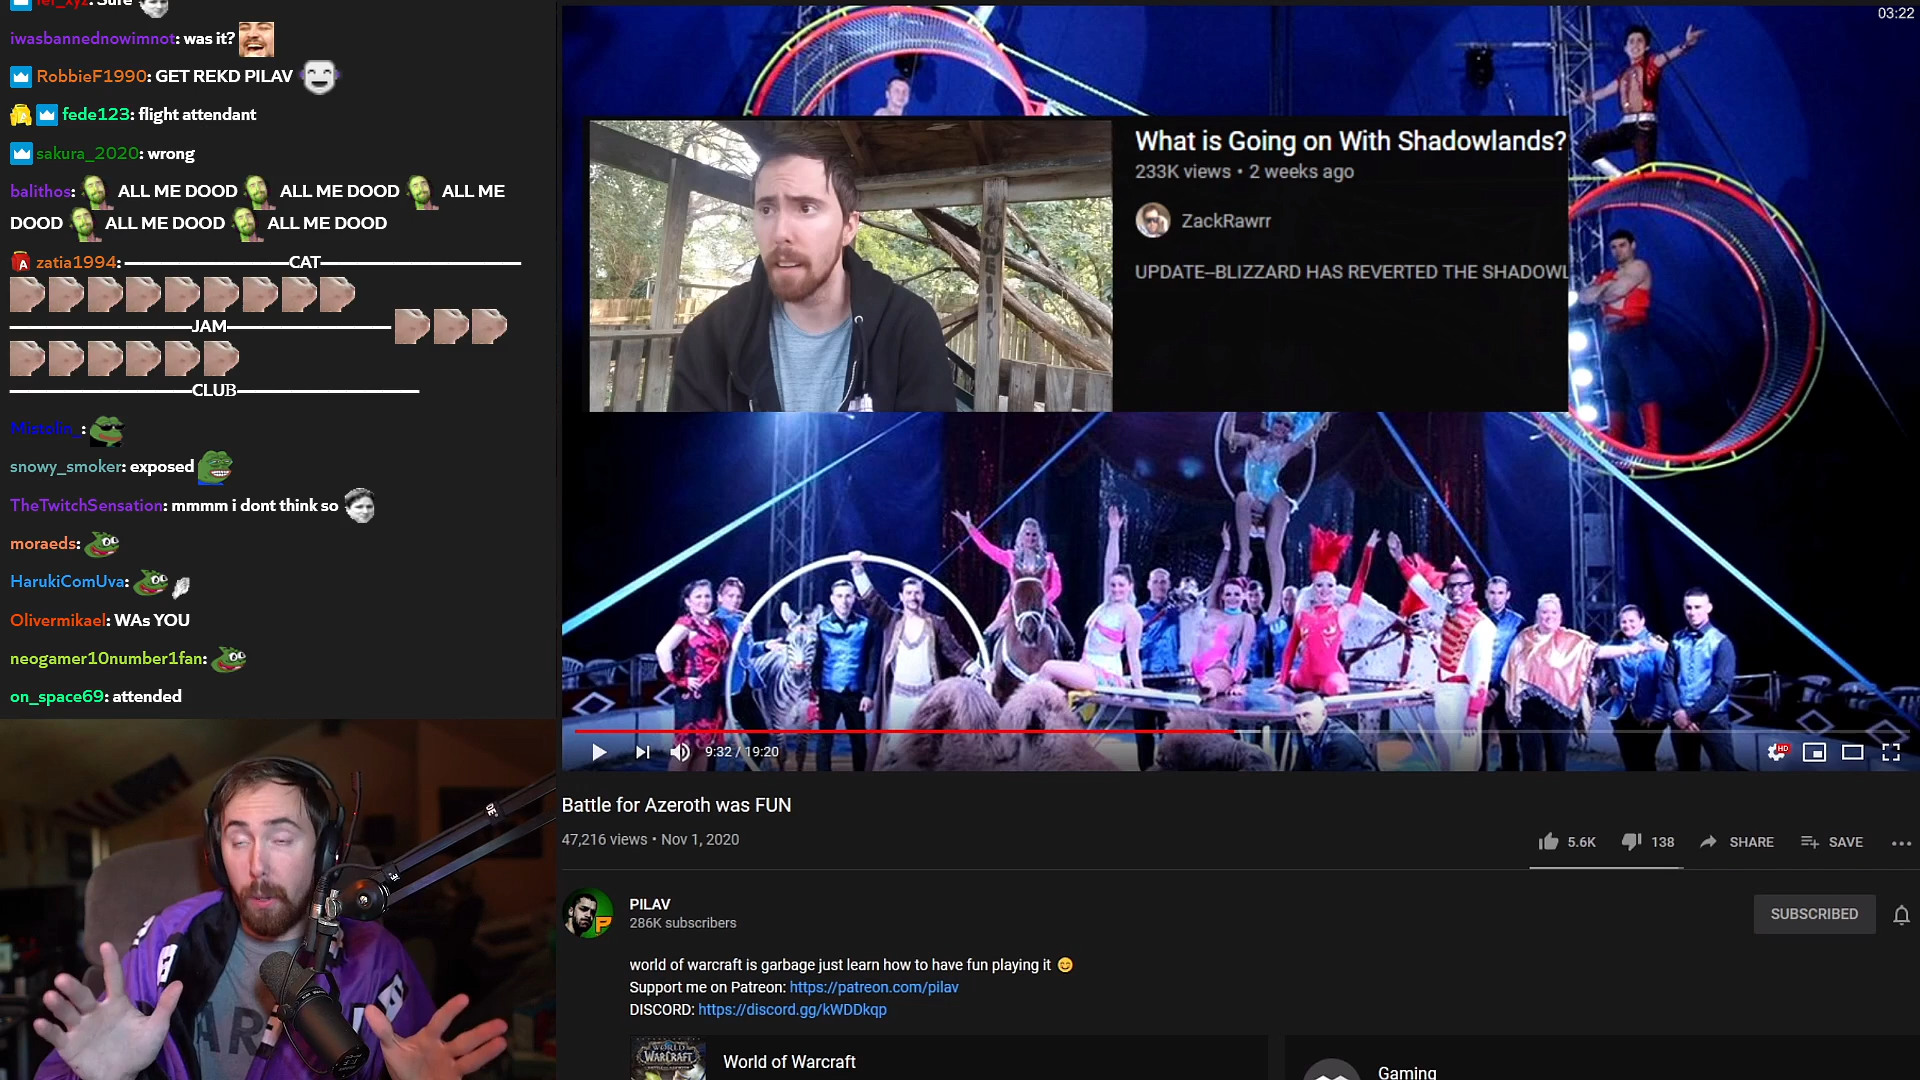 Sure
iwasbannednowimnot: was it?
RobbieF1990: GET REKD PILAV
fede123: flight attendant
sakura_2020: wrong
balithos: ALL ME DOOD ALL ME DOOD ALL ME
DOOD ALL ME DOOD ALL ME DOOD
zatia1994: CAT
JAM
CLUB
Mistolin_:
snowy_smoker: exposed
TheTwitchSensation: mmmm i dont think so
moraeds:
HarukiComUva:
Olivermikael: WAs YOU
neogamer10number1fan:
on_space69: attended
03:22
What is Going on With Shadowlands?
233K views • 2 weeks ago
ZackRawrr
UPDATE--BLIZZARD HAS REVERTED THE SHADOWL
9:32 / 19:20
HD
Battle for Azeroth was FUN
47,216 views • Nov 1, 2020
5.6K
138
SHARE
SAVE
PILAV
286K subscribers
SUBSCRIBED
world of warcraft is garbage just learn how to have fun playing it 😊
Support me on Patreon: https://patreon.com/pilav
DISCORD: https://discord.gg/kWDDkqp
WORLD OF WARCRAFT
World of Warcraft
Gaming